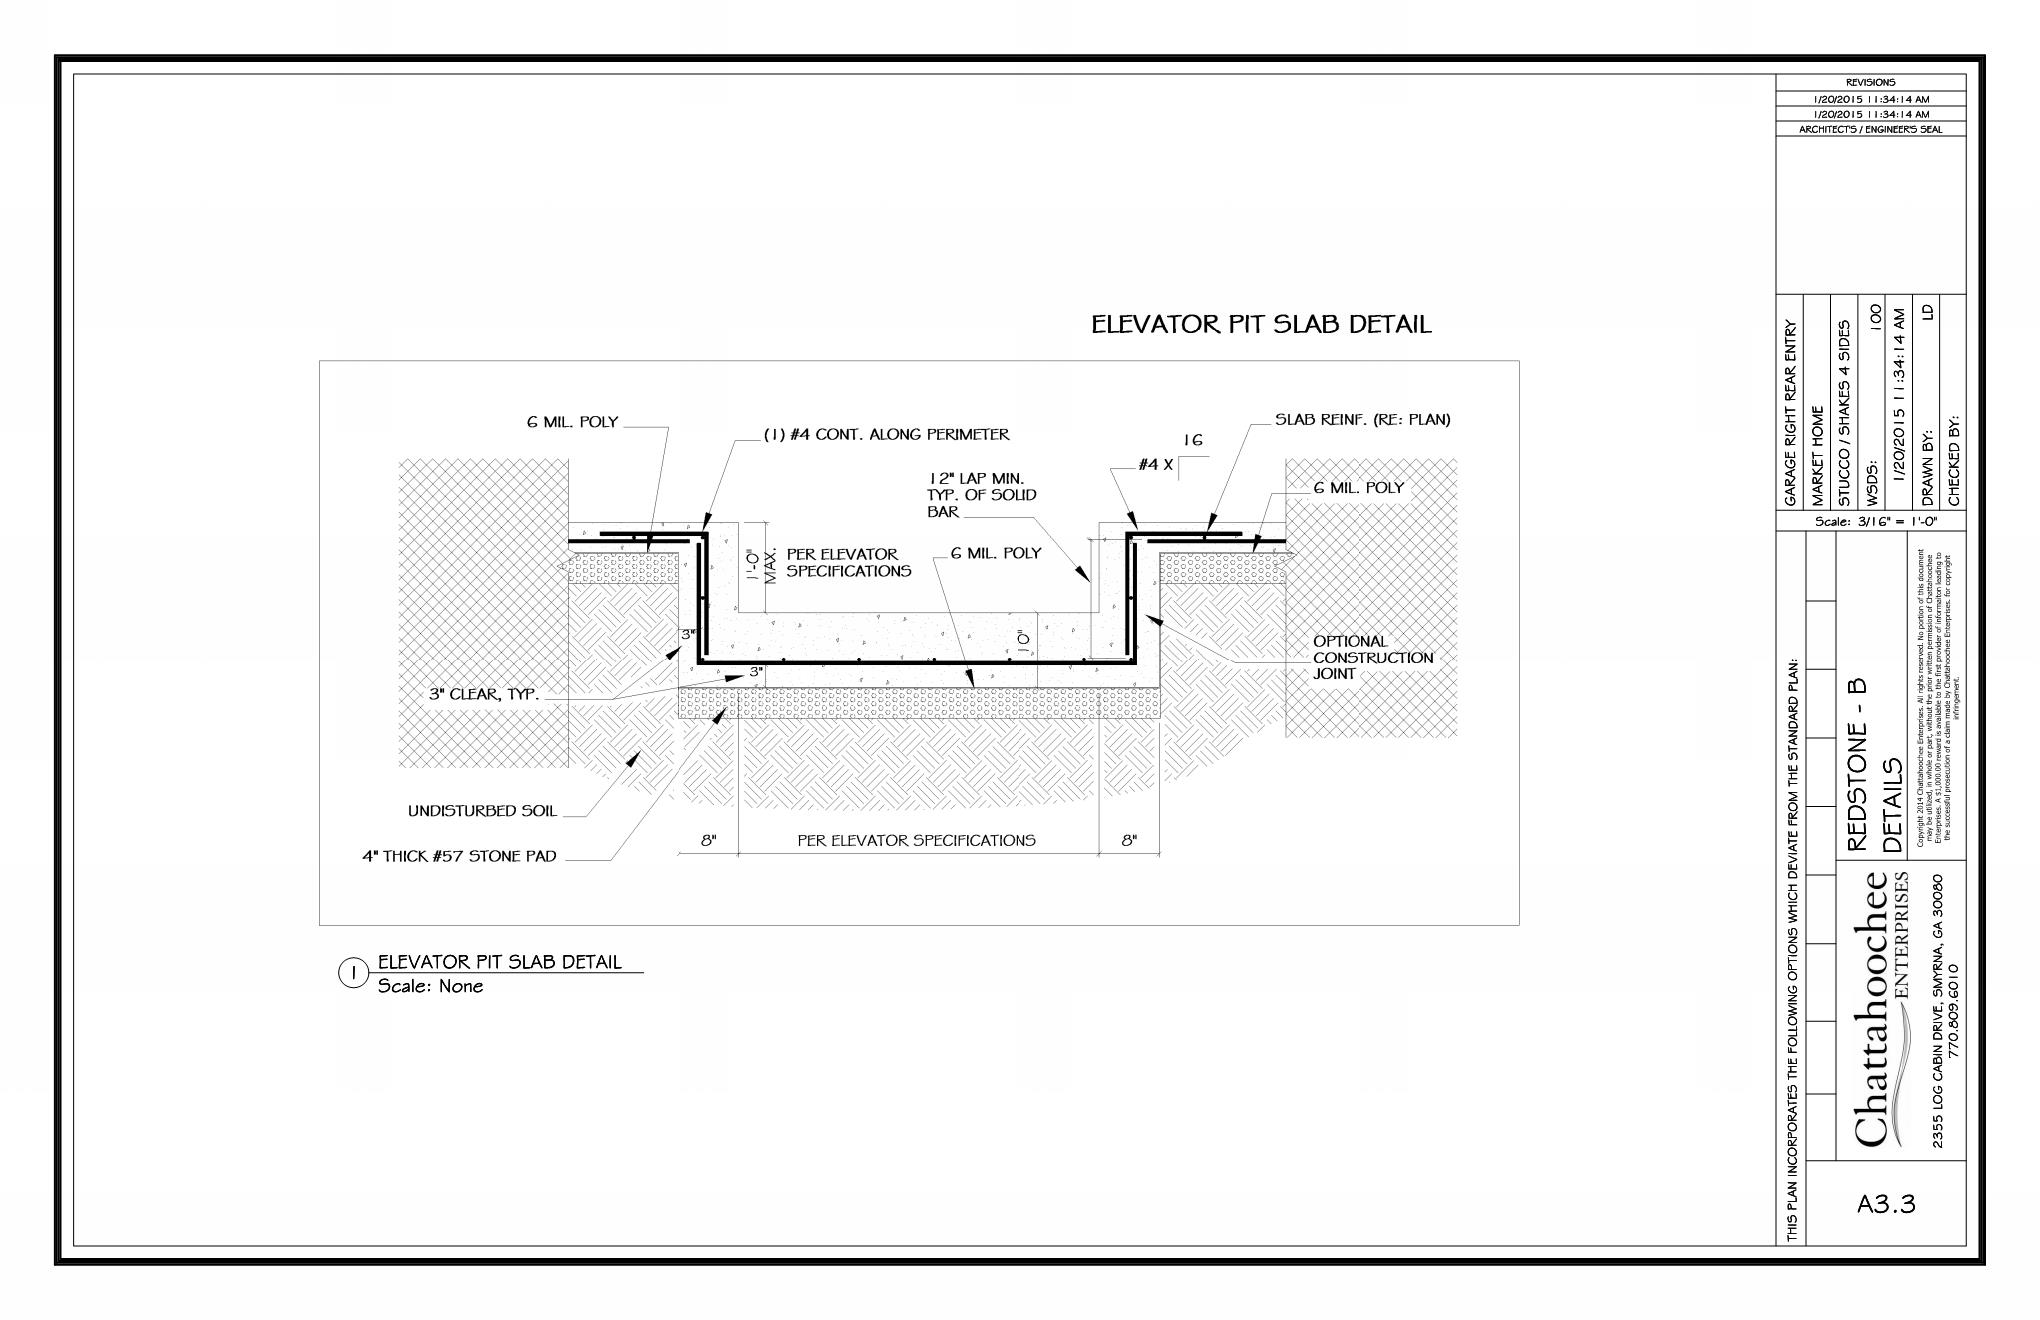 REVISIONS
1/20/2015 11:34:14 AM
1/20/2015 11:34:14 AM
ARCHITECT'S / ENGINEER'S SEAL
ELEVATOR PIT SLAB DETAIL
6 MIL. POLY
(1) #4 CONT. ALONG PERIMETER
12" LAP MIN.
TYP. OF SOLID
BAR
16
#4 X
SLAB REINF. (RE: PLAN)
6 MIL. POLY
1'-0"
MAX.
PER ELEVATOR
SPECIFICATIONS
6 MIL. POLY
10"
3"
3"
3" CLEAR, TYP.
OPTIONAL
CONSTRUCTION
JOINT
UNDISTURBED SOIL
4" THICK #57 STONE PAD
8"
PER ELEVATOR SPECIFICATIONS
8"
1
ELEVATOR PIT SLAB DETAIL
Scale: None
GARAGE RIGHT REAR ENTRY
MARKET HOME
STUCCO / SHAKES 4 SIDES
WSDS: 100
1/20/2015 11:34:14 AM
DRAWN BY: LD
CHECKED BY:
Scale: 3/16" = 1'-0"
THIS PLAN INCORPORATES THE FOLLOWING OPTIONS WHICH DEVIATE FROM THE STANDARD PLAN:
REDSTONE - B
DETAILS
Copyright 2014 Chattahoochee Enterprises. All rights reserved. No portion of this document
may be utilized, in whole or part, without the prior written permission of Chattahoochee
Enterprises. A $1,000.00 reward is available to the first provider of informaiton leading to
the successful prosecution of a claim made by Chattahoochee Enterprises. for copyright
infringement.
Chattahoochee
ENTERPRISES
2355 LOG CABIN DRIVE, SMYRNA, GA 30080
770.809.6010
A3.3